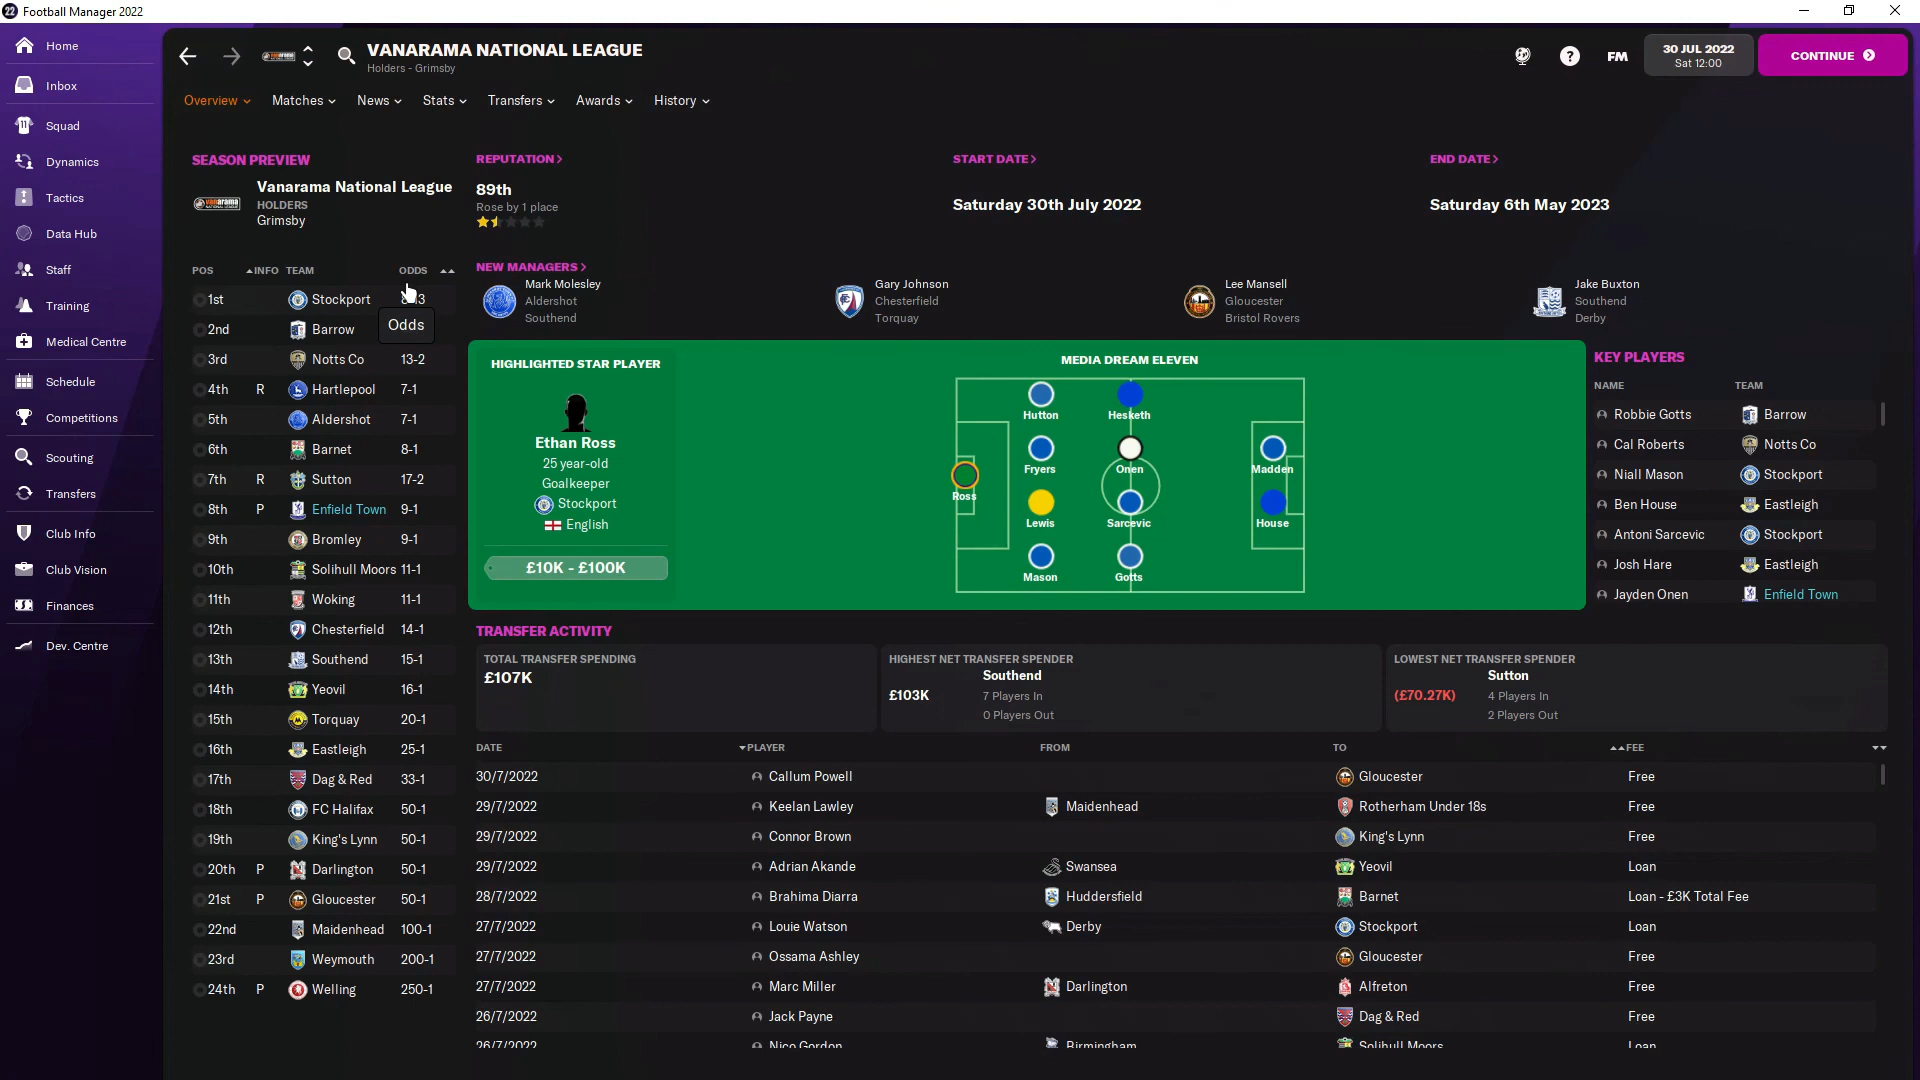 Football Manager 2022
Home
Inbox
Squad
Dynamics
Tactics
Data Hub
Staff
Training
Medical Centre
Schedule
Competitions
Scouting
Transfers
Club Info
Club Vision
Finances
Dev. Centre
VANARAMA NATIONAL LEAGUE
Holders - Grimsby
FM
30 JUL 2022
Sat 12:00
CONTINUE
Overview Matches News Stats Transfers Awards History
SEASON PREVIEW
Vanarama National League
HOLDERS
Grimsby
POS INFO TEAM ODDS
1st Stockport
2nd Barrow
Odds
3rd Notts Co 13-2
4th R Hartlepool 7-1
5th Aldershot 7-1
6th Barnet 8-1
7th R Sutton 17-2
8th P Enfield Town 9-1
9th Bromley 9-1
10th Solihull Moors 11-1
11th Woking 11-1
12th Chesterfield 14-1
13th Southend 15-1
14th Yeovil 16-1
15th Torquay 20-1
16th Eastleigh 25-1
17th Dag & Red 33-1
18th FC Halifax 50-1
19th King's Lynn 50-1
20th P Darlington 50-1
21st P Gloucester 50-1
22nd Maidenhead 100-1
23rd Weymouth 200-1
24th P Welling 250-1
REPUTATION>
89th
Rose by 1 place
START DATE>
Saturday 30th July 2022
END DATE>
Saturday 6th May 2023
NEW MANAGERS >
Mark Molesley
Aldershot
Southend
Gary Johnson
Chesterfield
Torquay
Lee Mansell
Gloucester
Bristol Rovers
Jake Buxton
Southend
Derby
HIGHLIGHTED STAR PLAYER
Ethan Ross
25 year-old
Goalkeeper
Stockport
English
£10K - £100K
MEDIA DREAM ELEVEN
Hutton Hesketh
Fryers Onen Madden
Ross
Lewis Sarcevic House
Mason Gotts
KEY PLAYERS
NAME TEAM
Robbie Gotts Barrow
Cal Roberts Notts Co
Niall Mason Stockport
Ben House Eastleigh
Antoni Sarcevic Stockport
Josh Hare Eastleigh
Jayden Onen Enfield Town
TRANSFER ACTIVITY
TOTAL TRANSFER SPENDING
£107K
HIGHEST NET TRANSFER SPENDER
Southend
£103K
7 Players In
0 Players Out
LOWEST NET TRANSFER SPENDER
Sutton
(£70.27K)
4 Players In
2 Players Out
DATE PLAYER FROM TO FEE
30/7/2022 Callum Powell Gloucester Free
29/7/2022 Keelan Lawley Maidenhead Rotherham Under 18s Free
29/7/2022 Connor Brown King's Lynn Free
29/7/2022 Adrian Akande Swansea Yeovil Loan
28/7/2022 Brahima Diarra Huddersfield Barnet Loan - £3K Total Fee
27/7/2022 Louie Watson Derby Stockport Loan
27/7/2022 Ossama Ashley Gloucester Free
27/7/2022 Marc Miller Darlington Alfreton Free
26/7/2022 Jack Payne Dag & Red Free
26/7/2022 Nico Gordon Birmingham Solihull Moors Loan